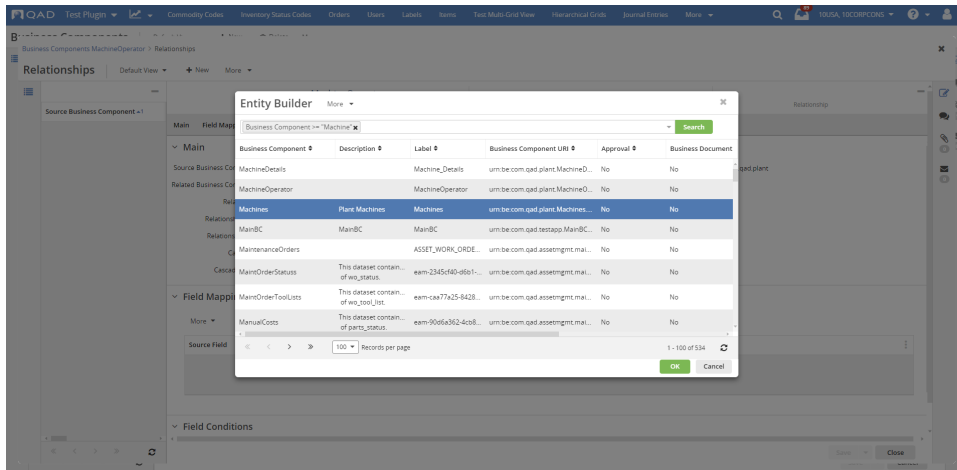 QAD Test Plugin Commodity Codes Inventory Status Codes Orders Users Labels Items Test Multi-Grid View Hierarchical Grids Journal Entries More 10USA, 10CORPCONS
Business Components
Business Components MachineOperator > Relationships
Relationships Default View + New More
Source Business Component
Relationship
Main Field Mapp
Main
Source Business Co
qad.plant
Related Business Co
Rela
Relations
Relations
Ca
Cascad
Field Mappi
More
Source Field
Field Conditions
Close
Entity Builder More
Business Component >= "Machine" x
Search
Business Component Description Label Business Component URI Approval Business Document
MachineDetails Machine_Details urn:be:com.qad.plant.MachineD... No No
MachineOperator MachineOperator urn:be:com.qad.plant.MachineO... No No
Machines Plant Machines Machines urn:be:com.qad.plant.Machines.... No No
MainBC MainBC MainBC urn:be:com.qad.testapp.MainBC... No No
MaintenanceOrders ASSET_WORK_ORDE... urn:be:com.qad.assetmgmt.mai... No No
MaintOrderStatuss This dataset contain... of wo_status. eam-2345cf40-d6b1-... urn:be:com.qad.assetmgmt.mai... No No
MaintOrderToolLists This dataset contain... of wo_tool_list. eam-caa77a25-8428... urn:be:com.qad.assetmgmt.mai... No No
ManualCosts This dataset contain... of parts_status. eam-90d6a362-4cb8... urn:be:com.qad.assetmgmt.mai... No No
100 Records per page
1 - 100 of 534
OK Cancel